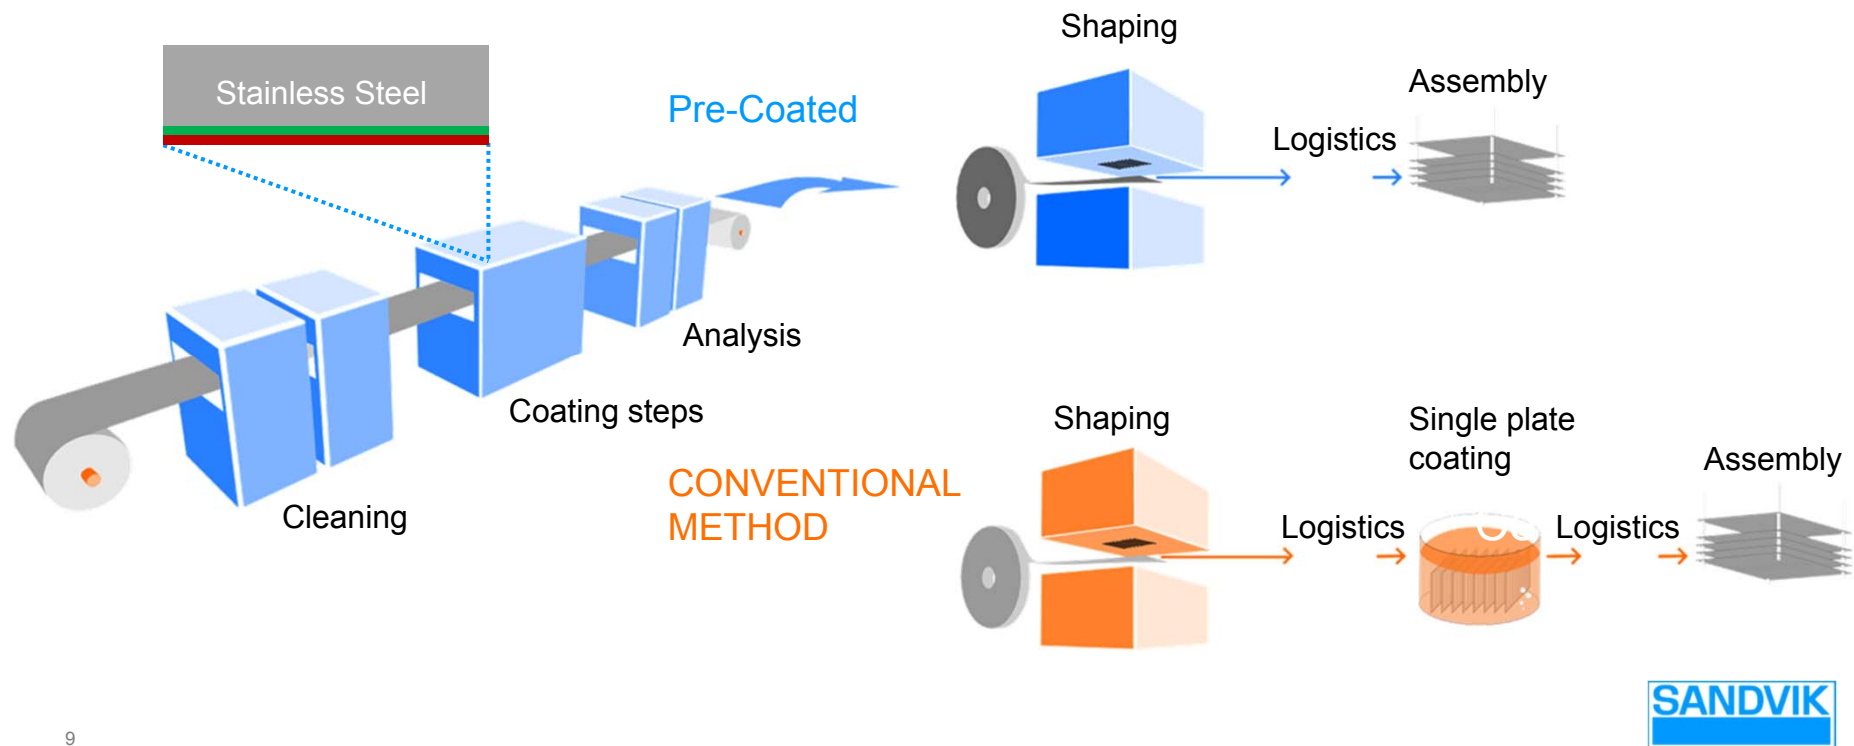 Stainless Steel
Pre-Coated
Shaping
Logistics
Assembly
Analysis
Coating steps
Cleaning
CONVENTIONAL
METHOD
Shaping
Logistics
Single plate
coating
Logistics
Assembly
SANDVIK
9